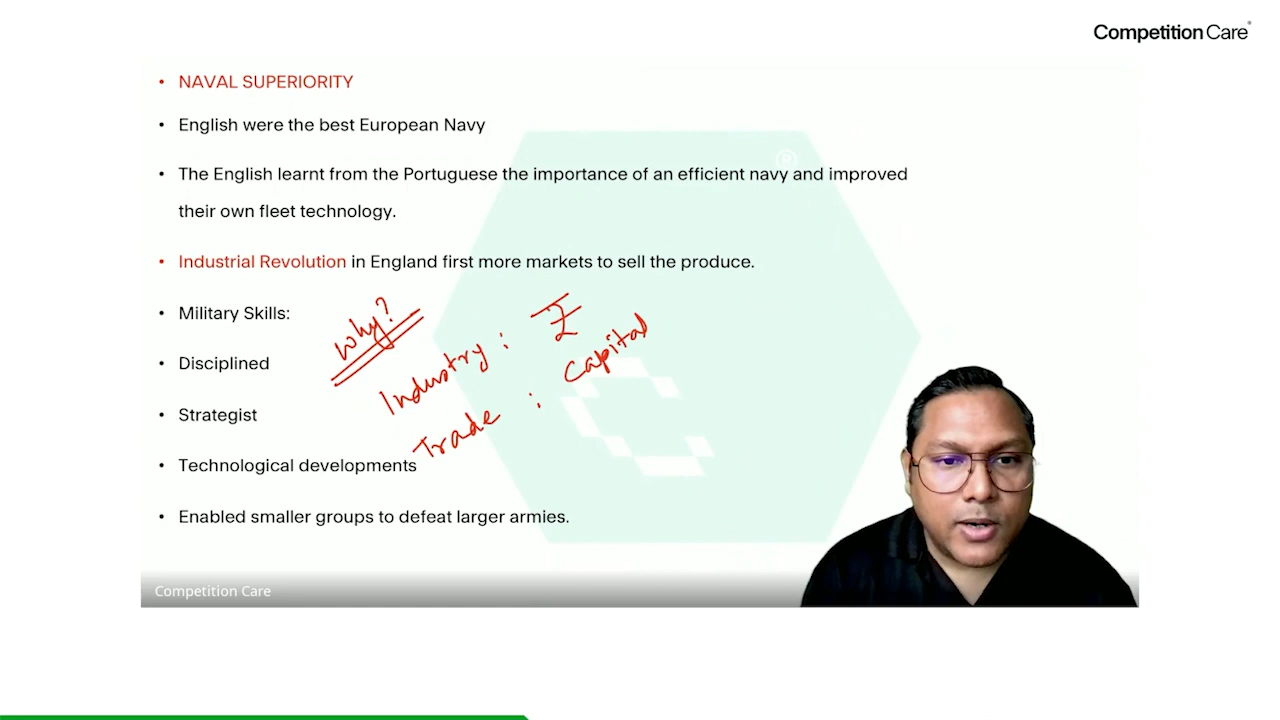 Competition Care
• NAVAL SUPERIORITY
• English were the best European Navy
• The English learnt from the Portuguese the importance of an efficient navy and improved
their own fleet technology.
• Industrial Revolution in England first more markets to sell the produce.
• Military Skills:
why?
Industry :
• Disciplined
Trade : Capital
• Strategist
• Technological developments
• Enabled smaller groups to defeat larger armies.
Competition Care